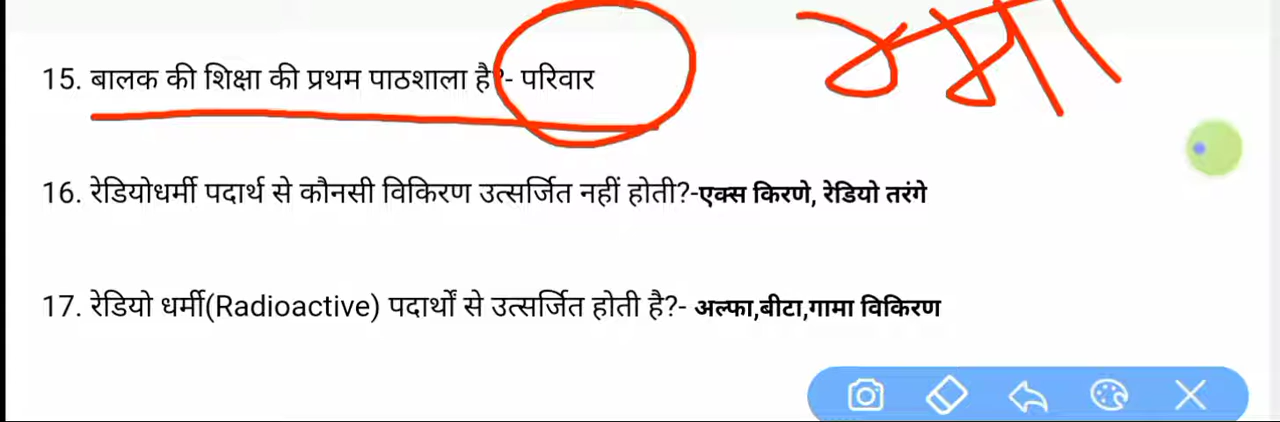 15. बालक की शिक्षा की प्रथम पाठशाला है?- परिवार
16. रेडियोधर्मी पदार्थ से कौनसी विकिरण उत्सर्जित नहीं होती?-एक्स किरणे, रेडियो तरंगे
17. रेडियो धर्मी(Radioactive) पदार्थों से उत्सर्जित होती है?- अल्फा,बीटा,गामा विकिरण